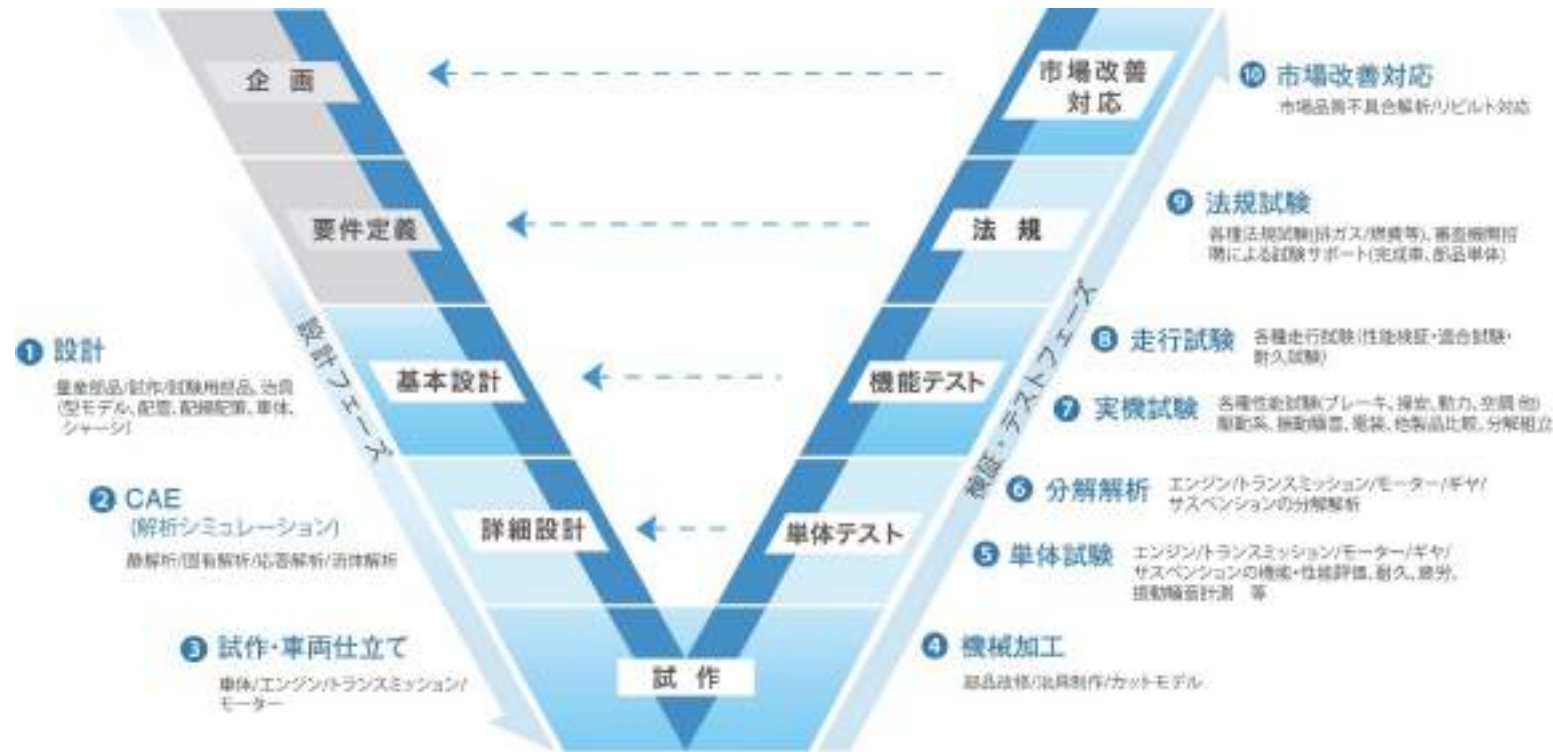 企画
市場改善
対応
要件定義
法規
基本設計
機能テスト
詳細設計
単体テスト
試作
設計フェーズ
検証・テストフェーズ
❶ 設計
量産部品/試作/試験用部品、治具
(型モデル、配管、配線配策、車体、
シャーシ)
❷ CAE
(解析シミュレーション)
静解析/固有解析/応答解析/流体解析
❸ 試作・車両仕立て
車体/エンジン/トランスミッション/
モーター
❹ 機械加工
部品改修/治具制作/カットモデル
❺ 単体試験
エンジン/トランスミッション/モーター/ギヤ/
サスペンションの機能・性能評価、耐久、疲労、
振動騒音計測 等
❻ 分解解析
エンジン/トランスミッション/モーター/ギヤ/
サスペンションの分解解析
❼ 実機試験
各種性能試験(ブレーキ、操安、動力、空調 他)
駆動系、振動騒音、電装、他製品比較、分解組立
❽ 走行試験
各種走行試験(性能検証・適合試験・
耐久試験)
❾ 法規試験
各種法規試験(排ガス/燃費等)、審査機関招
聘による試験サポート(完成車、部品単体)
❿ 市場改善対応
市場品質不具合解析/リビルト対応